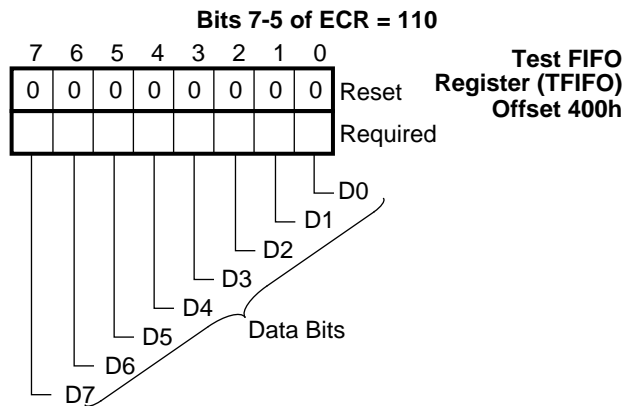 Bits 7-5 of ECR = 110
7 6 5 4 3 2 1 0
Test FIFO
Register (TFIFO)
Offset 400h
0 0 0 0 0 0 0 0 Reset
Required
D0
D1
D2
D3
D4
D5
D6
D7
Data Bits